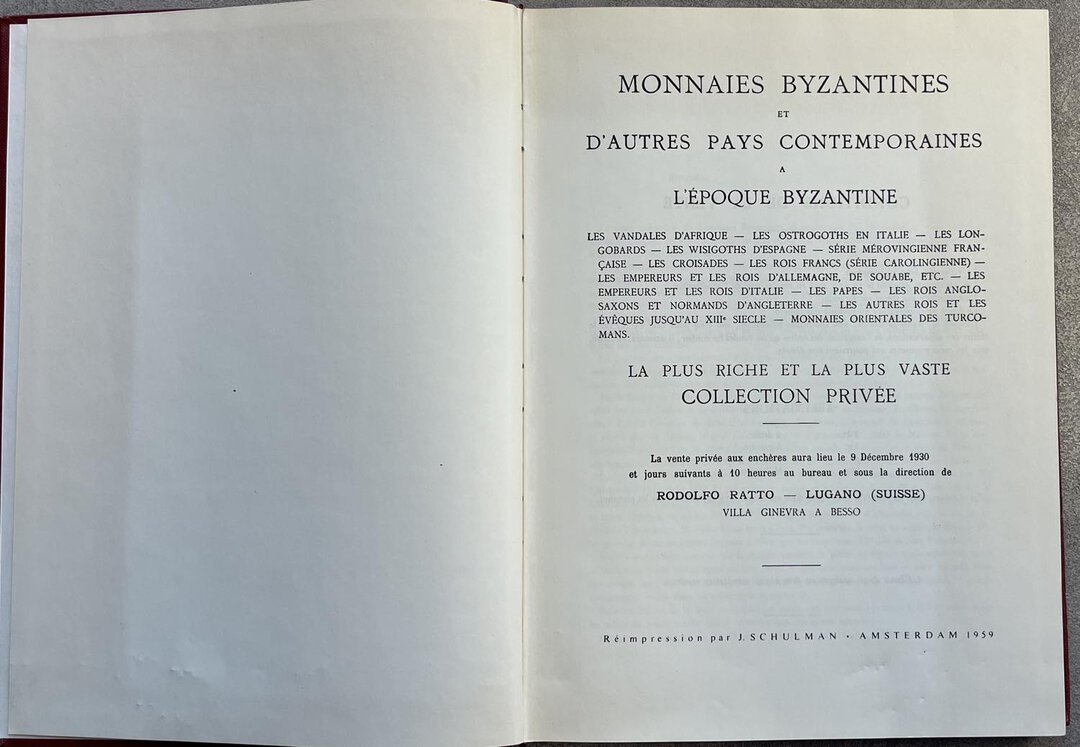 MONNAIES BYZANTINES
ET
D'AUTRES PAYS CONTEMPORAINES
A
L'ÉPOQUE BYZANTINE
LES VANDALES D'AFRIQUE — LES OSTROGOTHS EN ITALIE — LES LON-
GOBARDS — LES WISIGOTHS D'ESPAGNE — SÉRIE MÉROVINGIENNE FRAN-
ÇAISE — LES CROISADES — LES ROIS FRANCS (SÉRIE CAROLINGIENNE) —
LES EMPEREURS ET LES ROIS D'ALLEMAGNE, DE SOUABE, ETC. — LES
EMPEREURS ET LES ROIS D'ITALIE — LES PAPES — LES ROIS ANGLO-
SAXONS ET NORMANDS D'ANGLETERRE — LES AUTRES ROIS ET LES
ÉVÊQUES JUSQU'AU XIIIe SIECLE — MONNAIES ORIENTALES DES TURCO-
MANS.
LA PLUS RICHE ET LA PLUS VASTE
COLLECTION PRIVÉE
La vente privée aux enchères aura lieu le 9 Décembre 1930
et jours suivants à 10 heures au bureau et sous la direction de
RODOLFO RATTO — LUGANO (SUISSE)
VILLA GINEVRA A BESSO
Réimpression par J. SCHULMAN · AMSTERDAM 1959